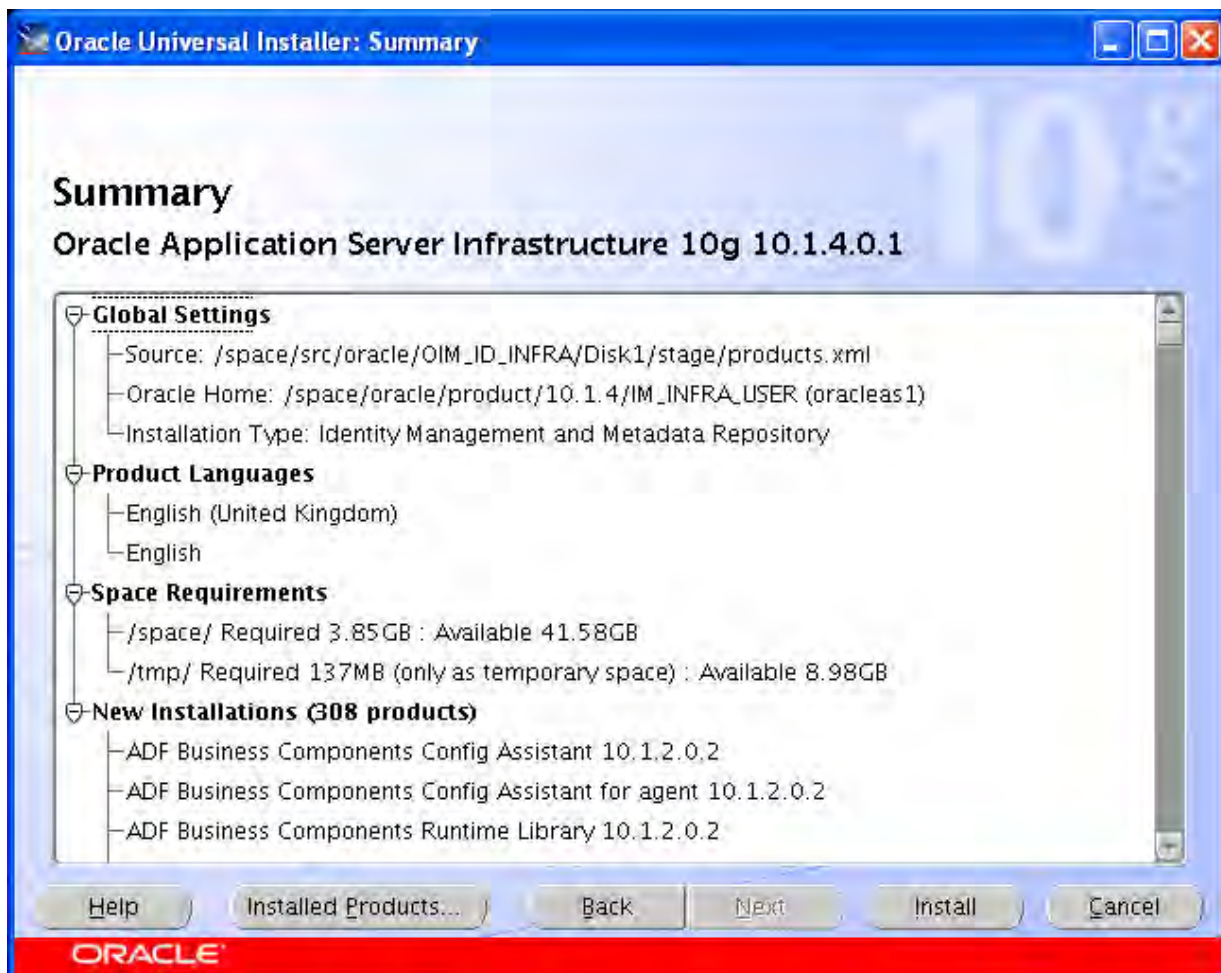 Oracle Universal Installer: Summary
10g
Summary
Oracle Application Server Infrastructure 10g 10.1.4.0.1
Global Settings
Source: /space/src/oracle/OIM_ID_INFRA/Disk1/stage/products.xml
Oracle Home: /space/oracle/product/10.1.4/IM_INFRA_USER (oracleas1)
Installation Type: Identity Management and Metadata Repository
Product Languages
English (United Kingdom)
English
Space Requirements
/space/ Required 3.85GB : Available 41.58GB
/tmp/ Required 137MB (only as temporary space) : Available 8.98GB
New Installations (308 products)
ADF Business Components Config Assistant 10.1.2.0.2
ADF Business Components Config Assistant for agent 10.1.2.0.2
ADF Business Components Runtime Library 10.1.2.0.2
Help Installed Products... Back Next Install Cancel
ORACLE